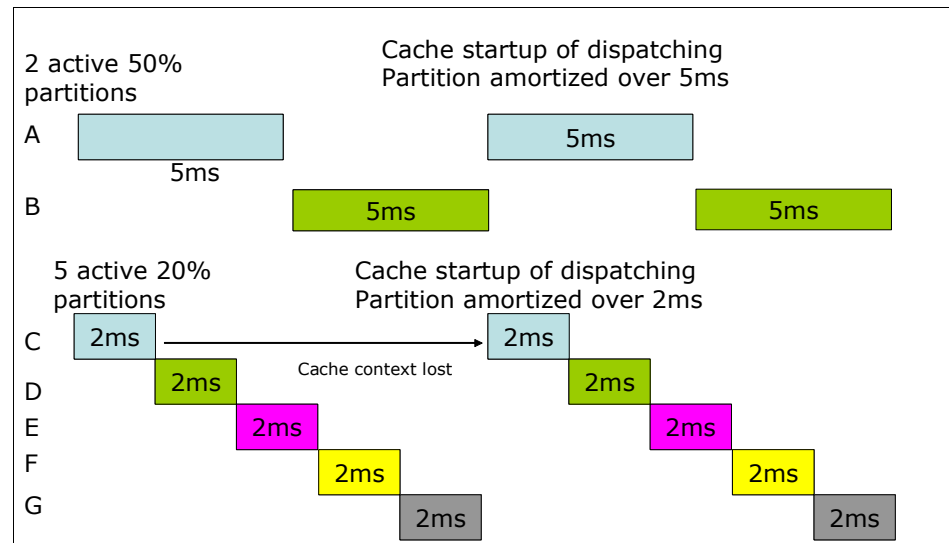 2 active 50%
partitions
Cache startup of dispatching
Partition amortized over 5ms
A
5ms
5ms
B
5ms
5ms
5 active 20%
partitions
Cache startup of dispatching
Partition amortized over 2ms
C
2ms
2ms
Cache context lost
D
2ms
2ms
E
2ms
2ms
F
2ms
2ms
G
2ms
2ms